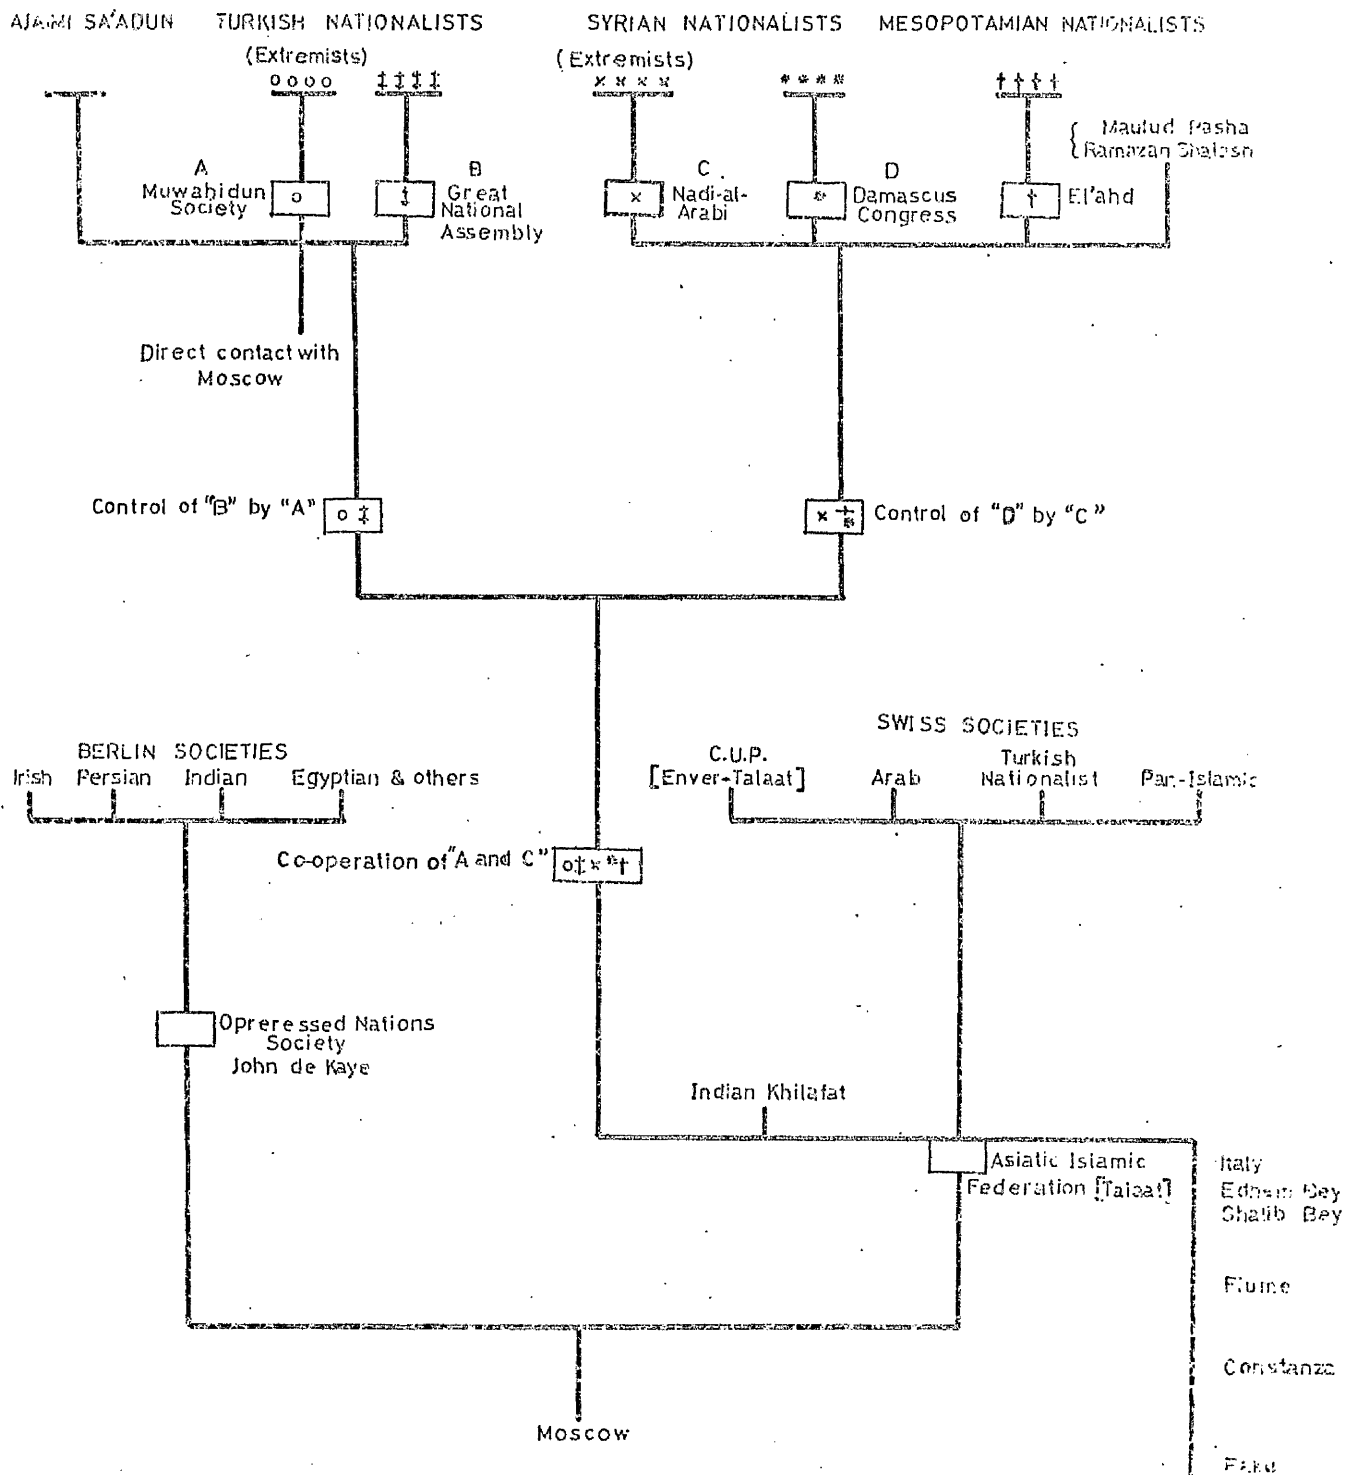 AJAMI SA'ADUN TURKISH NATIONALISTS SYRIAN NATIONALISTS MESOPOTAMIAN NATIONALISTS
(Extremists) (Extremists)
o o o o ‡ ‡ ‡ ‡ x x x x * * * * † † † †
Maulud Pasha
Ramazan
A
Muwahidun
Society
o
B
Great
National
Assembly
‡
C.
Nadi-al-
Arabi
x
D
Damascus
Congress
*
El'ahd
†
Direct contact with
Moscow
Control of "B" by "A"
o ‡
x † *
Control of "D" by "C"
BERLIN SOCIETIES
Irish Persian Indian Egyptian & others
SWISS SOCIETIES
C.U.P.
[Enver-Talaat]
Arab
Turkish
Nationalist
Pan-Islamic
Co-operation of "A and C"
o ‡ x * †
Opreressed Nations
Society
John de Kaye
Indian Khilafat
Asiatic Islamic
Federation [Talaat]
Italy
Bey
Bey
Fiume
Constanza
Moscow